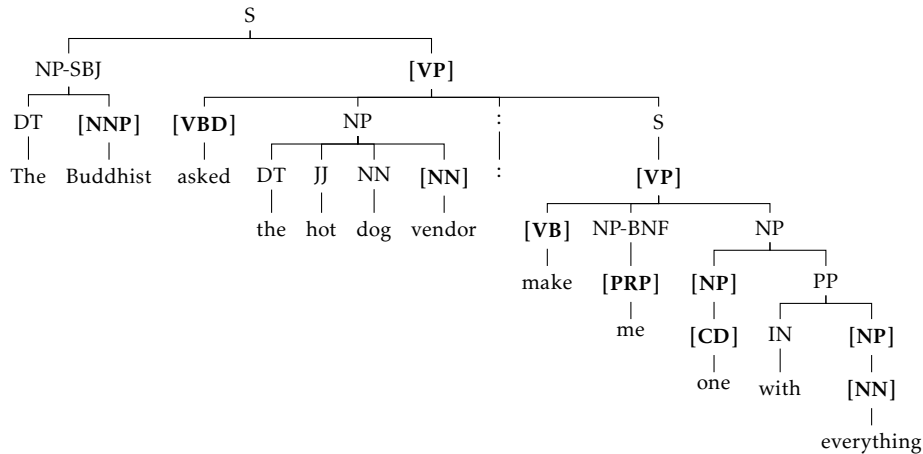 S
NP-SBJ [VP]
DT [NNP] [VBD] NP : S
The Buddhist asked DT JJ NN [NN] : [VP]
the hot dog vendor [VB] NP-BNF NP
make [PRP] [NP] PP
me [CD] IN [NP]
one with [NN]
everything